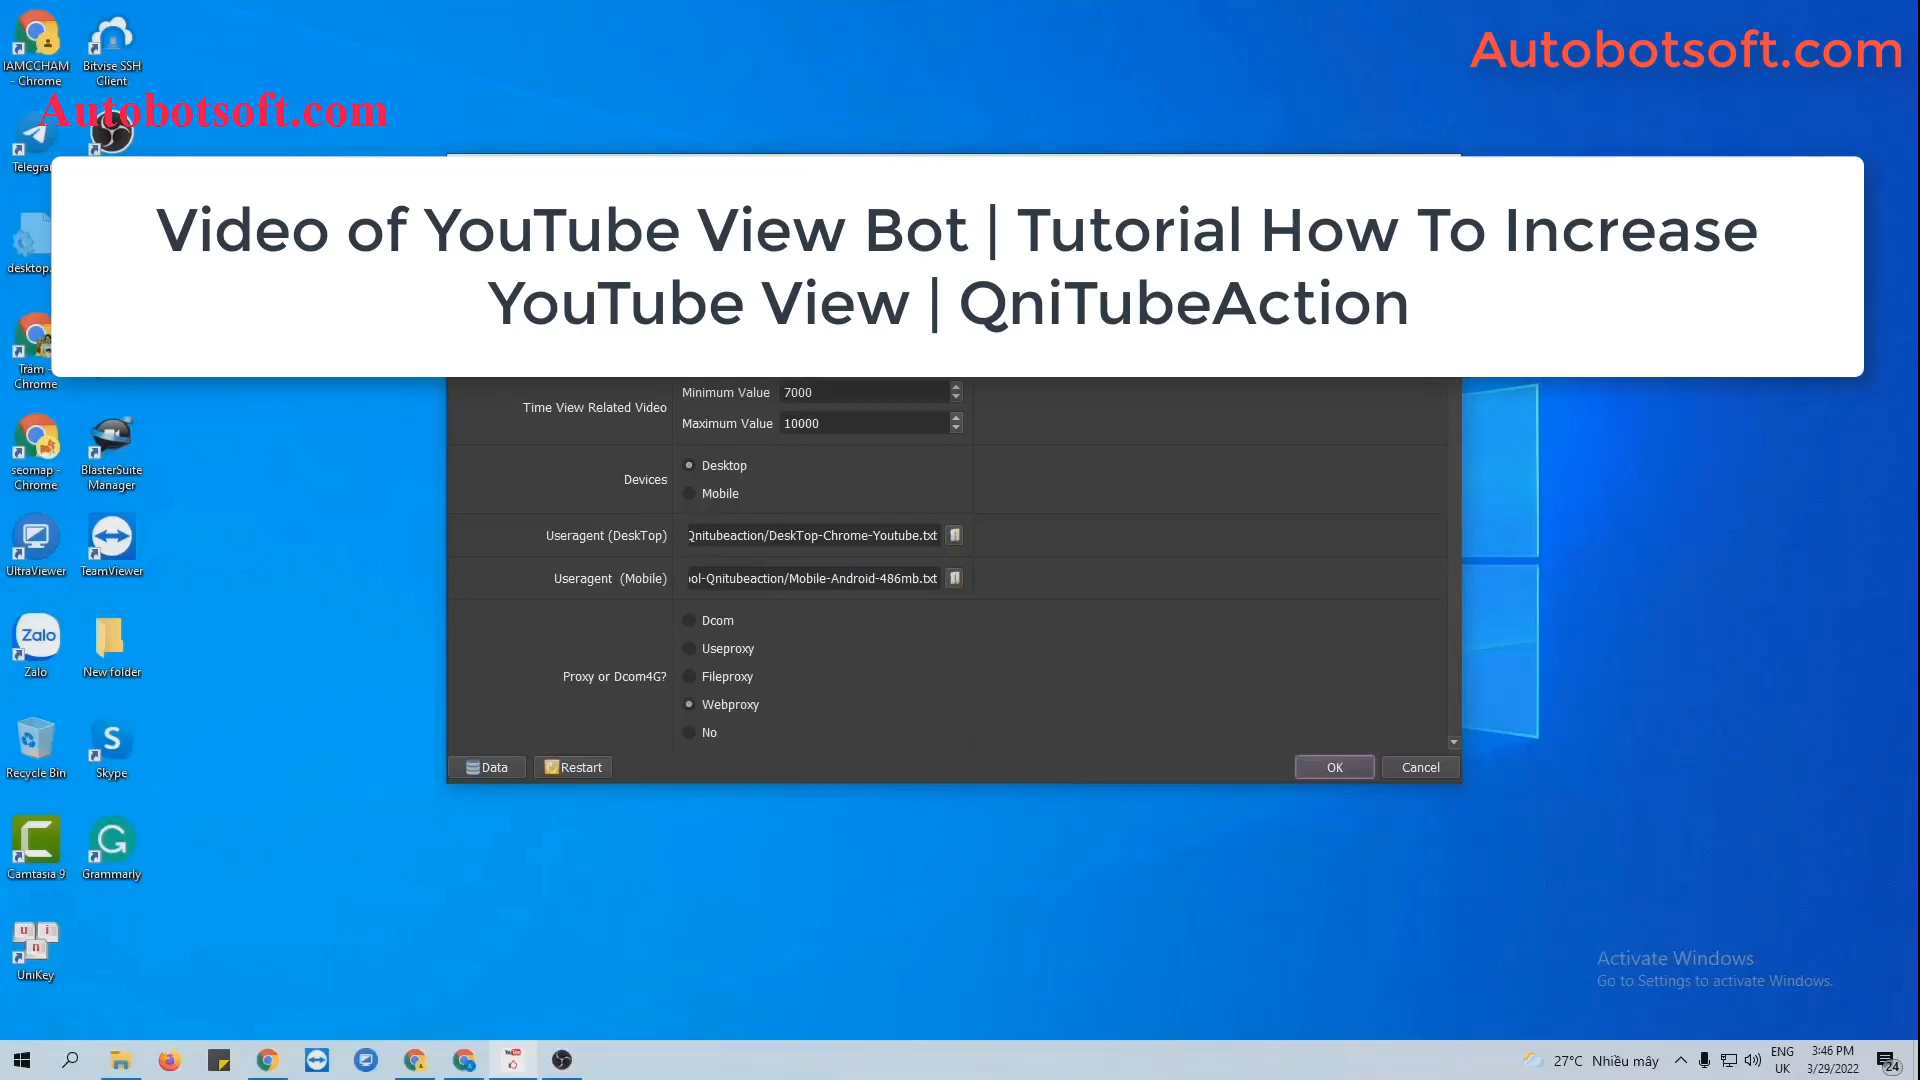 Autobotsoft.com
IAMCCHAM
- Chrome
Bitvise SSH
Client
Autobotsoft.com
Telegram
Video of YouTube View Bot | Tutorial How To Increase
YouTube View | QniTubeAction
desktop.
Trâm -
Chrome
seomap -
Chrome
BlasterSuite
Manager
UltraViewer
TeamViewer
Zalo
Zalo
New folder
Recycle Bin
S
Skype
Camtasia 9
Grammarly
u i
n
UniKey
Time View Related Video
Minimum Value 7000
Maximum Value 10000
Devices
Desktop
Mobile
Useragent (DeskTop) Qnitubeaction/DeskTop-Chrome-Youtube.txt
Useragent (Mobile) ool-Qnitubeaction/Mobile-Android-486mb.txt
Proxy or Dcom4G?
Dcom
Useproxy
Fileproxy
Webproxy
No
Data Restart OK Cancel
Activate Windows
Go to Settings to activate Windows.
27°C Nhiều mây
ENG
UK
3:46 PM
3/29/2022
24